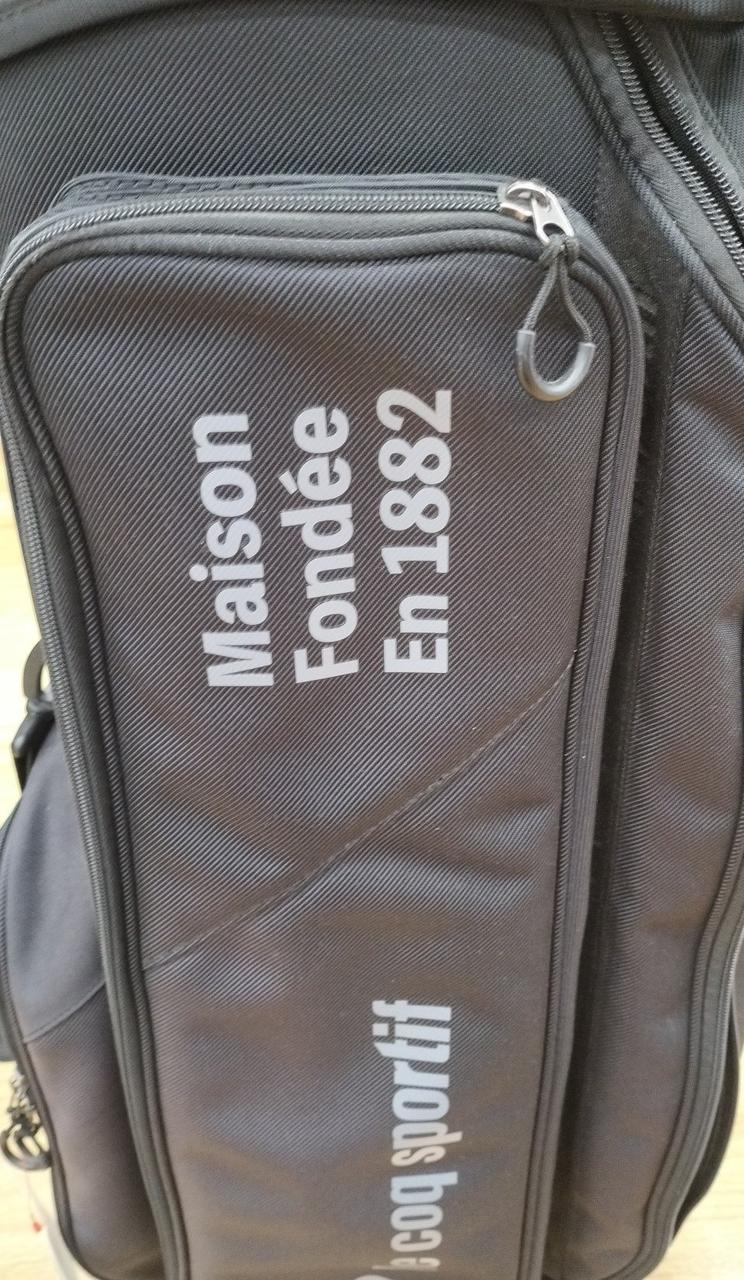 Maison
Fondée
En 1882
le coq sportif